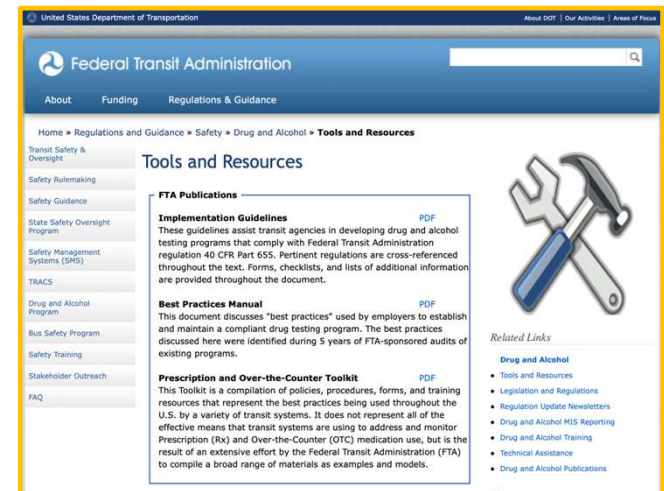 United States Department of Transportation
About DOT | Our Activities | Areas of Focus
Federal Transit Administration
About Funding Regulations & Guidance
Home » Regulations and Guidance » Safety » Drug and Alcohol » Tools and Resources
Transit Safety &
Oversight
Safety Rulemaking
Safety Guidance
State Safety Oversight
Program
Safety Management
Systems (SMS)
TRACS
Drug and Alcohol
Program
Bus Safety Program
Safety Training
Stakeholder Outreach
FAQ
Tools and Resources
FTA Publications
Implementation Guidelines PDF
These guidelines assist transit agencies in developing drug and alcohol
testing programs that comply with Federal Transit Administration
regulation 40 CFR Part 655. Pertinent regulations are cross-referenced
throughout the text. Forms, checklists, and lists of additional information
are provided throughout the document.
Best Practices Manual PDF
This document discusses "best practices" used by employers to establish
and maintain a compliant drug testing program. The best practices
discussed here were identified during 5 years of FTA-sponsored audits of
existing programs.
Prescription and Over-the-Counter Toolkit PDF
This Toolkit is a compilation of policies, procedures, forms, and training
resources that represent the best practices being used throughout the
U.S. by a variety of transit systems. It does not represent all of the
effective means that transit systems are using to address and monitor
Prescription (Rx) and Over-the-Counter (OTC) medication use, but is the
result of an extensive effort by the Federal Transit Administration (FTA)
to compile a broad range of materials as examples and models.
Related Links
Drug and Alcohol
• Tools and Resources
• Legislation and Regulations
• Regulation Update Newsletters
• Drug and Alcohol MIS Reporting
• Drug and Alcohol Training
• Technical Assistance
• Drug and Alcohol Publications